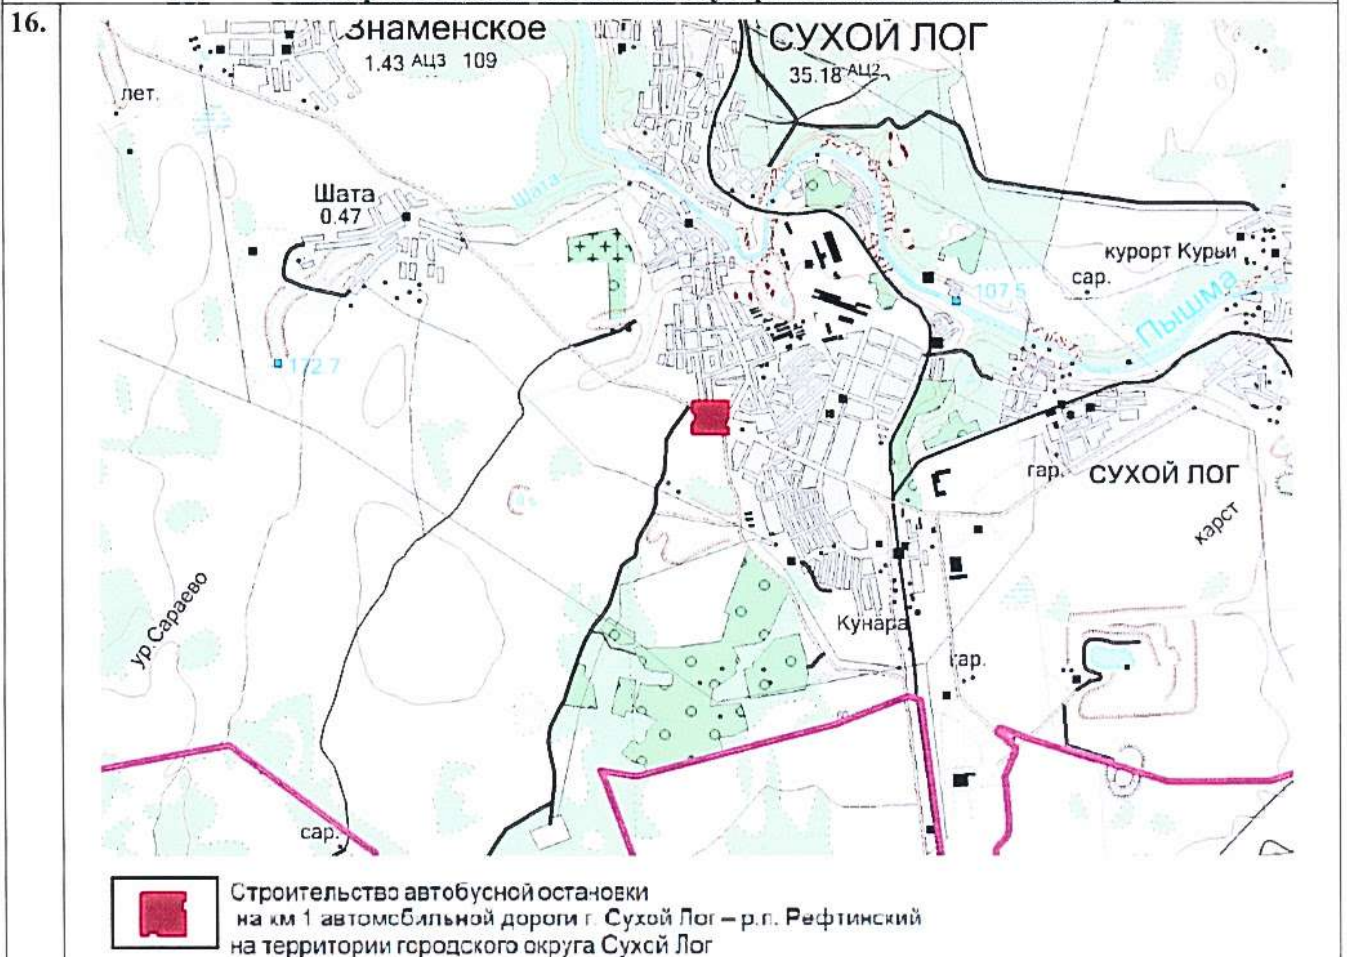 16.
Знаменское
1.43 АЦЗ 109
СУХОЙ ЛОГ
35.18 АЦ2
лет.
Шата
0.47
Шата
курорт Курьи
сар.
107.5
Пышма
172.7
гар.
СУХОЙ ЛОГ
карст
ур.Сараево
Кунара
гар.
сар.
Строительство автобусной остановки
на км 1 автомобильной дороги г. Сухой Лог – р.п. Рефтинский
на территории городского округа Сухой Лог